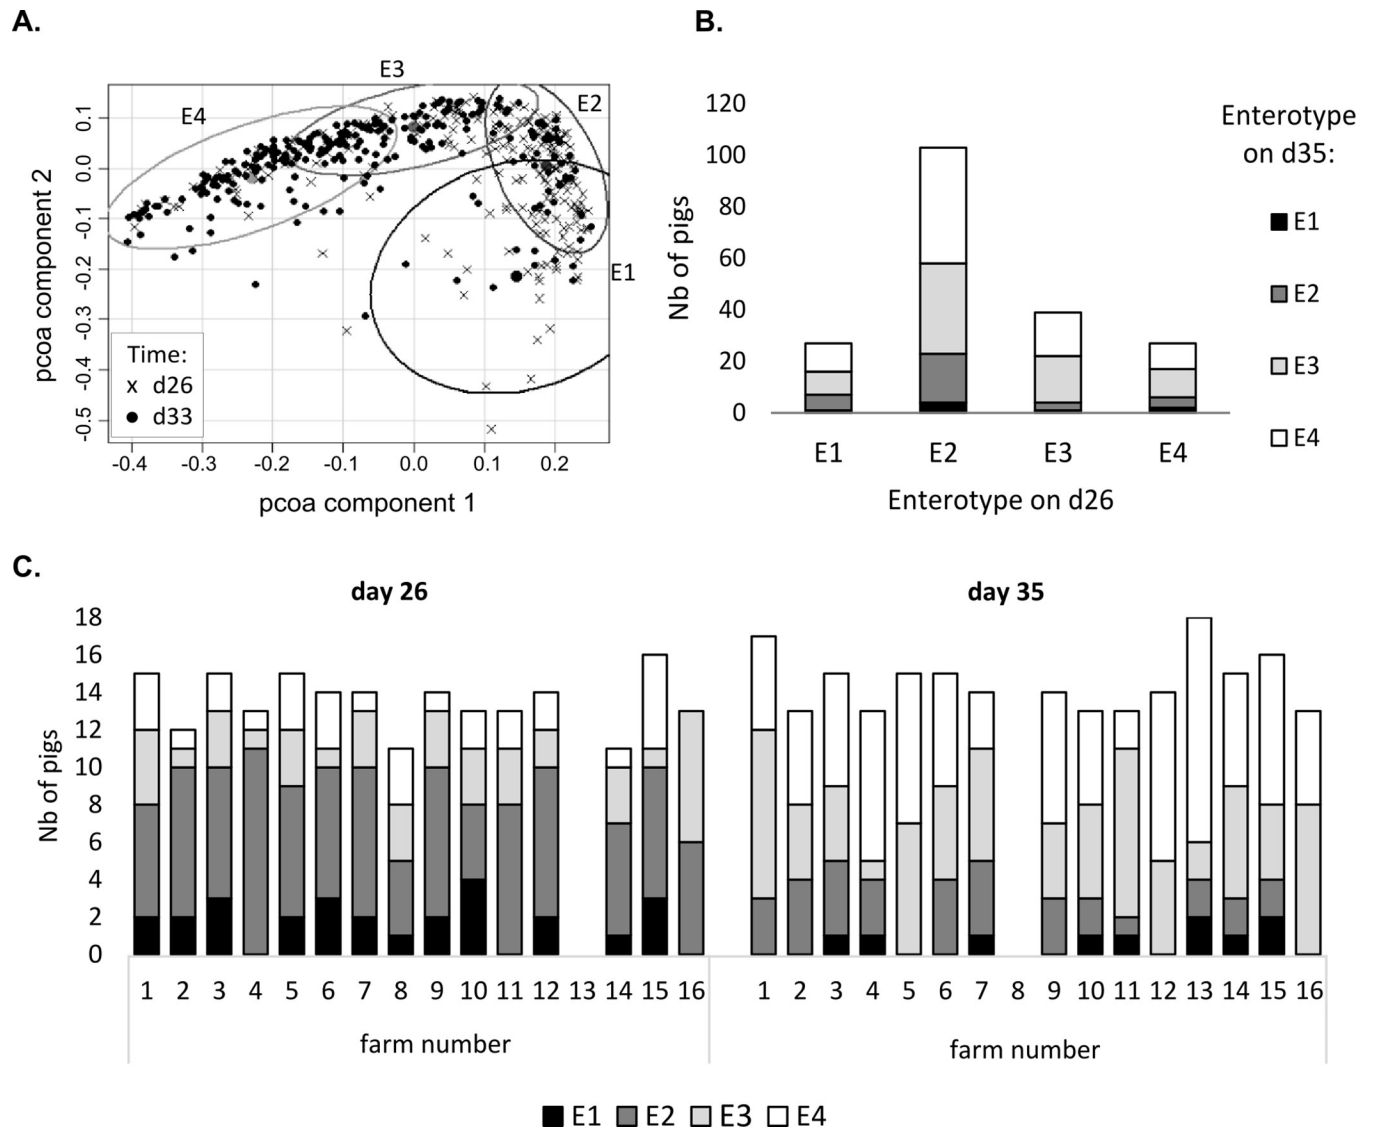 A.
E3
E4
E2
E1
0.1
0.0
-0.1
-0.2
-0.3
-0.4
-0.5
pcoa component 2
Time:
x d26
d33
-0.4 -0.3 -0.2 -0.1 0.0 0.1 0.2
pcoa component 1
B.
120
100
80
60
40
20
0
Nb of pigs
E1 E2 E3 E4
Enterotype on d26
Enterotype
on d35:
E1
E2
E3
E4
C.
day 26
day 35
18
16
14
12
10
8
6
4
2
0
Nb of pigs
1 2 3 4 5 6 7 8 9 10 11 12 13 14 15 16
1 2 3 4 5 6 7 8 9 10 11 12 13 14 15 16
farm number
farm number
E1 E2 E3 E4